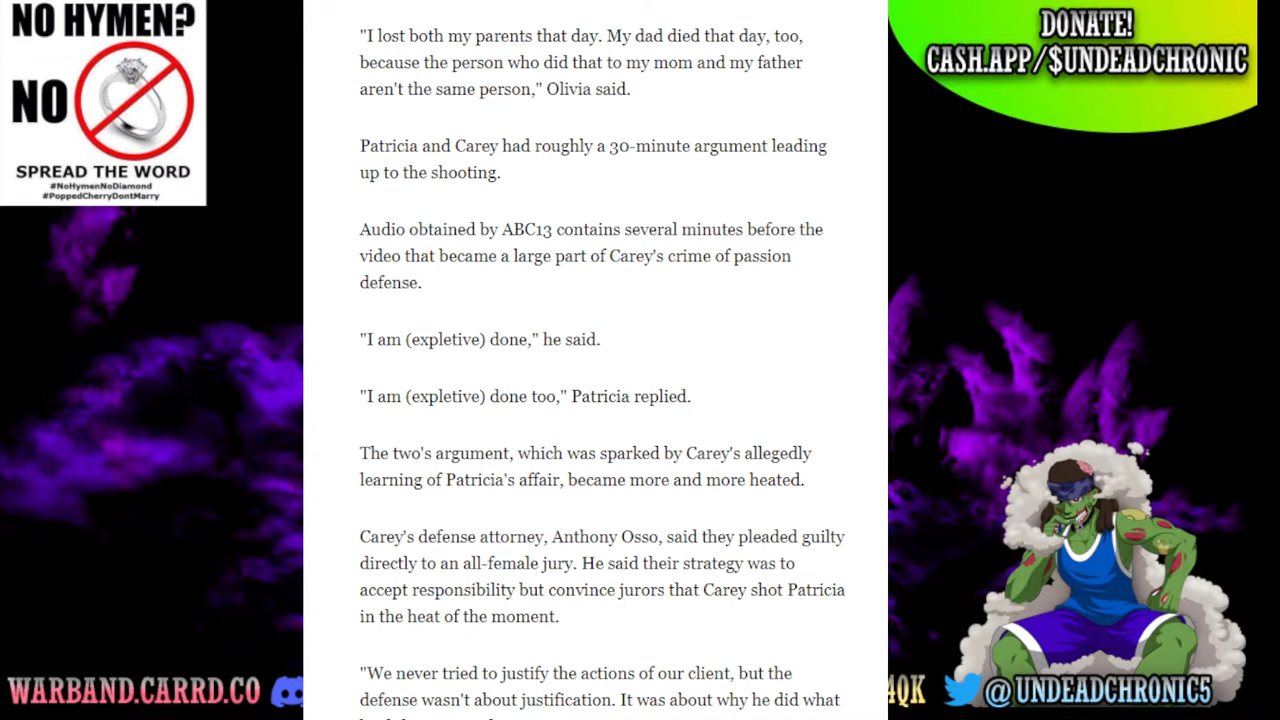 NO HYMEN?
NO
SPREAD THE WORD
#NoHymenNoDiamond
#PoppedCherryDontMarry
"I lost both my parents that day. My dad died that day, too,
because the person who did that to my mom and my father
aren't the same person," Olivia said.
Patricia and Carey had roughly a 30-minute argument leading
up to the shooting.
Audio obtained by ABC13 contains several minutes before the
video that became a large part of Carey's crime of passion
defense.
"I am (expletive) done," he said.
"I am (expletive) done too," Patricia replied.
The two's argument, which was sparked by Carey's allegedly
learning of Patricia's affair, became more and more heated.
Carey's defense attorney, Anthony Osso, said they pleaded guilty
directly to an all-female jury. He said their strategy was to
accept responsibility but convince jurors that Carey shot Patricia
in the heat of the moment.
"We never tried to justify the actions of our client, but the
defense wasn't about justification. It was about why he did what
DONATE!
CASH.APP/$UNDEADCHRONIC
WARBAND.CARRD.CO
4QK
@UNDEADCHRONIC5